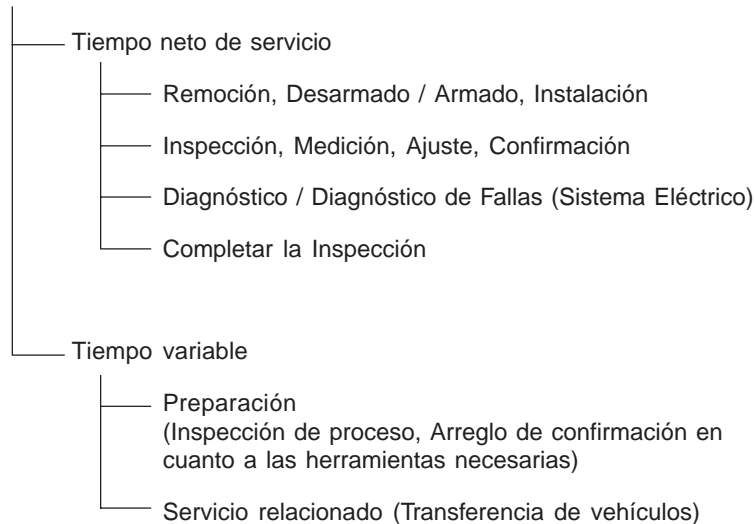 Tiempo neto de servicio
Remoción, Desarmado / Armado, Instalación
Inspección, Medición, Ajuste, Confirmación
Diagnóstico / Diagnóstico de Fallas (Sistema Eléctrico)
Completar la Inspección
Tiempo variable
Preparación
(Inspección de proceso, Arreglo de confirmación en
cuanto a las herramientas necesarias)
Servicio relacionado (Transferencia de vehículos)